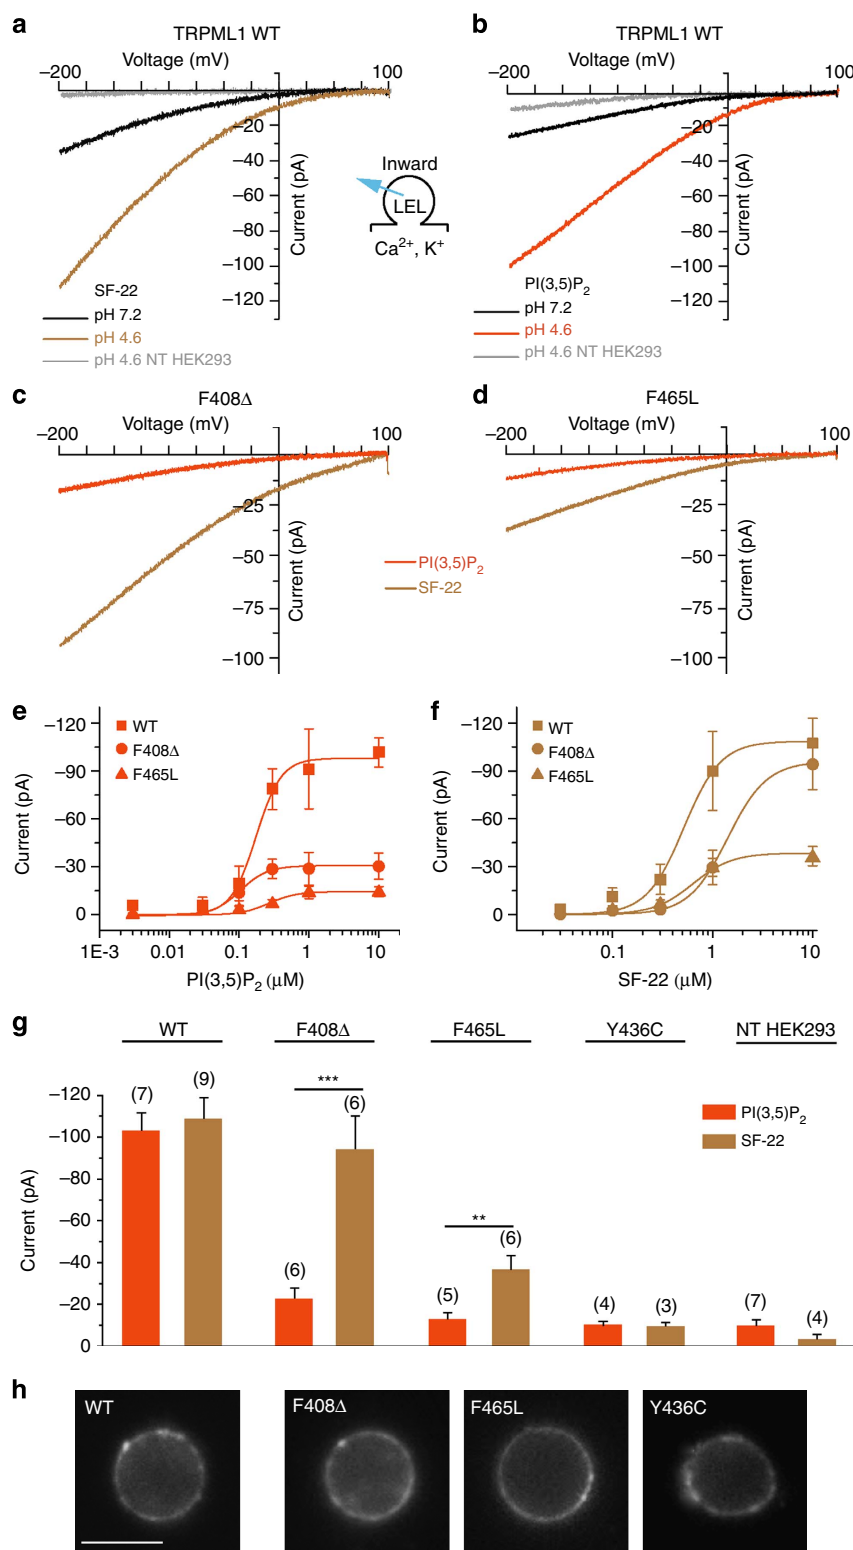 a
TRPML1 WT
Voltage (mV)
–200
100
–20
–40
–60
–80
–100
–120
Current (pA)
SF-22
pH 7.2
pH 4.6
pH 4.6 NT HEK293
Inward
LEL
Ca²⁺, K⁺
b
TRPML1 WT
Voltage (mV)
–200
100
–20
–40
–60
–80
–100
–120
Current (pA)
PI(3,5)P₂
pH 7.2
pH 4.6
pH 4.6 NT HEK293
c
F408Δ
Voltage (mV)
–200
100
–25
–50
–75
–100
Current (pA)
PI(3,5)P₂
SF-22
d
F465L
Voltage (mV)
–200
100
–25
–50
–75
–100
Current (pA)
e
–120
–90
–60
–30
0
Current (pA)
WT
F408Δ
F465L
1E-3
0.01
0.1
1
10
PI(3,5)P₂ (μM)
f
–120
–90
–60
–30
0
Current (pA)
WT
F408Δ
F465L
0.1
1
10
SF-22 (μM)
g
WT
F408Δ
F465L
Y436C
NT HEK293
–120
–100
–80
–60
–40
–20
0
Current (pA)
(7)
(9)
(6)
***
(6)
(5)
**
(6)
(4)
(3)
(7)
(4)
PI(3,5)P₂
SF-22
h
WT
F408Δ
F465L
Y436C